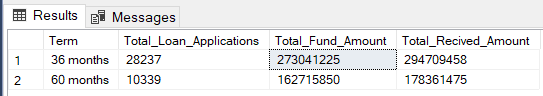 Results Messages
Term Total_Loan_Applications Total_Fund_Amount Total_Recived_Amount
1 36 months 28237 273041225 294709458
2 60 months 10339 162715850 178361475